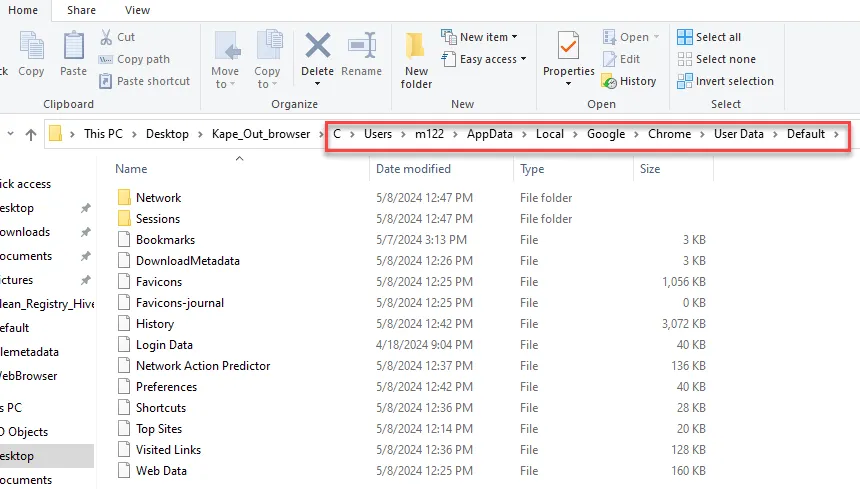 Home Share View
Copy Paste Cut
Copy path
Paste shortcut
Clipboard
Move to Copy to Delete Rename
Organize
New folder
New item
Easy access
New
Properties
Open
Edit
History
Open
Select all
Select none
Invert selection
Select
This PC > Desktop > Kape_Out_browser > C > Users > m122 > AppData > Local > Google > Chrome > User Data > Default >
ick access
esktop
ownloads
ocuments
ictures
lean_Registry_Hive
efault
lemetadata
WebBrowser
s PC
D Objects
esktop
ocuments
Name Date modified Type Size
Network 5/8/2024 12:47 PM File folder
Sessions 5/8/2024 12:47 PM File folder
Bookmarks 5/7/2024 3:13 PM File 3 KB
DownloadMetadata 5/8/2024 12:26 PM File 3 KB
Favicons 5/8/2024 12:25 PM File 1,056 KB
Favicons-journal 5/8/2024 12:25 PM File 0 KB
History 5/8/2024 12:42 PM File 3,072 KB
Login Data 4/18/2024 9:04 PM File 40 KB
Network Action Predictor 5/8/2024 12:37 PM File 136 KB
Preferences 5/8/2024 12:42 PM File 40 KB
Shortcuts 5/8/2024 12:36 PM File 28 KB
Top Sites 5/8/2024 12:14 PM File 20 KB
Visited Links 5/8/2024 12:36 PM File 128 KB
Web Data 5/8/2024 12:25 PM File 160 KB